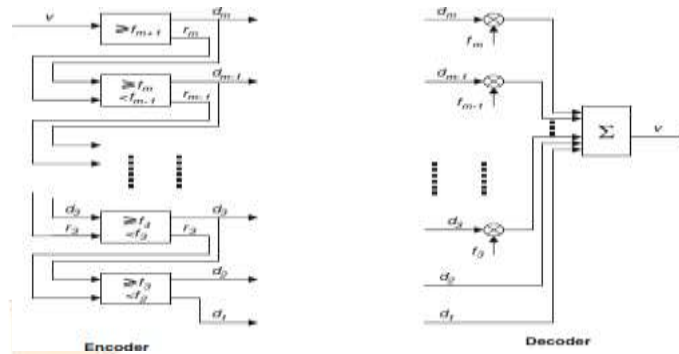 v
≥f_{m+1}
d_m
r_m
≥f_m
<f_{m-1}
d_{m-1}
r_{m-1}
d_3
r_3
≥f_4
<f_3
d_3
r_3
≥f_3
<f_2
d_2
d_1
Encoder
d_m
f_m
d_{m-1}
f_{m-1}
d_3
f_3
d_2
d_1
Σ
v
Decoder